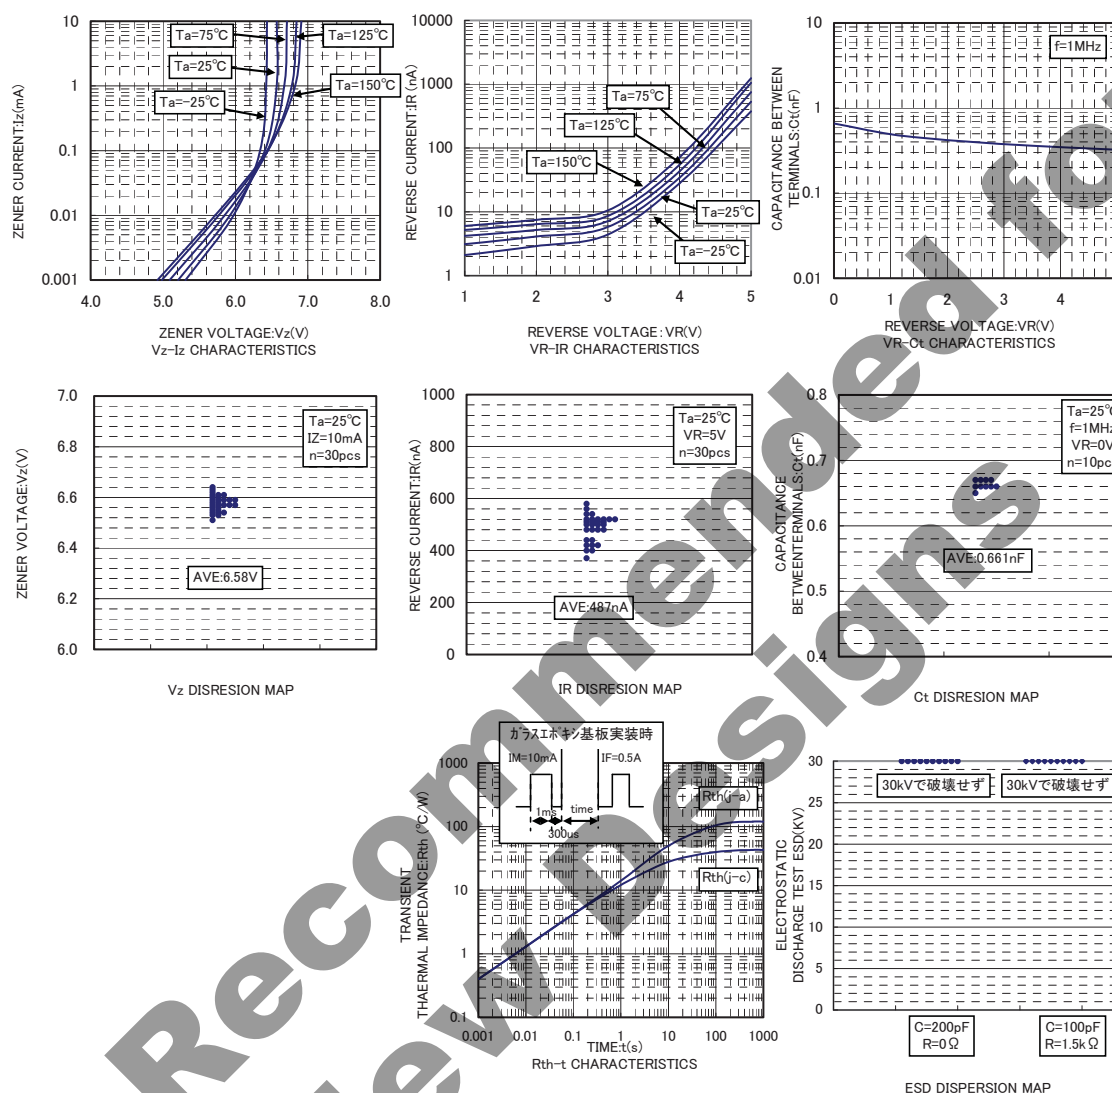 10
1
0.1
0.01
0.001
4.0 5.0 6.0 7.0 8.0
ZENER CURRENT:Iz(mA)
Ta=75℃
Ta=125℃
Ta=25℃
Ta=150℃
Ta=-25℃
ZENER VOLTAGE:Vz(V)
Vz-Iz CHARACTERISTICS
10000
1000
100
10
1
1 2 3 4 5
REVERSE CURRENT:IR (nA)
Ta=75℃
Ta=125℃
Ta=150℃
Ta=25℃
Ta=-25℃
REVERSE VOLTAGE:VR(V)
VR-IR CHARACTERISTICS
10
1
0.1
0.01
0 1 2 3 4
CAPACITANCE BETWEEN
TERMINALS:Ct(nF)
f=1MHz
REVERSE VOLTAGE:VR(V)
VR-Ct CHARACTERISTICS
7.0
6.8
6.6
6.4
6.2
6.0
ZENER VOLTAGE:Vz(V)
Ta=25℃
IZ=10mA
n=30pcs
AVE:6.58V
Vz DISRESION MAP
1000
800
600
400
200
0
REVERSE CURRENT:IR(nA)
Ta=25℃
VR=5V
n=30pcs
AVE:487nA
IR DISRESION MAP
0.8
0.7
0.6
0.5
0.4
CAPACITANCE
BETWEENTERMINALS:Ct(nF)
Ta=25℃
f=1MHz
VR=0V
n=10pc
AVE:0.661nF
Ct DISRESION MAP
1000
100
10
1
0.1
0.001 0.01 0.1 1 10 100 1000
TRANSIENT
THAERMAL IMPEDANCE:Rth (℃/W)
ガラスエポキシ基板実装時
IM=10mA IF=0.5A
1ms time
300us
Rth(j-a)
Rth(j-c)
TIME:t(s)
Rth-t CHARACTERISTICS
30
25
20
15
10
5
0
ELECTROSTATIC
DISCHARGE TEST ESD(KV)
30kVで破壊せず 30kVで破壊せず
C=200pF
R=0Ω
C=100pF
R=1.5kΩ
ESD DISPERSION MAP
Recommended fo
ew Designs